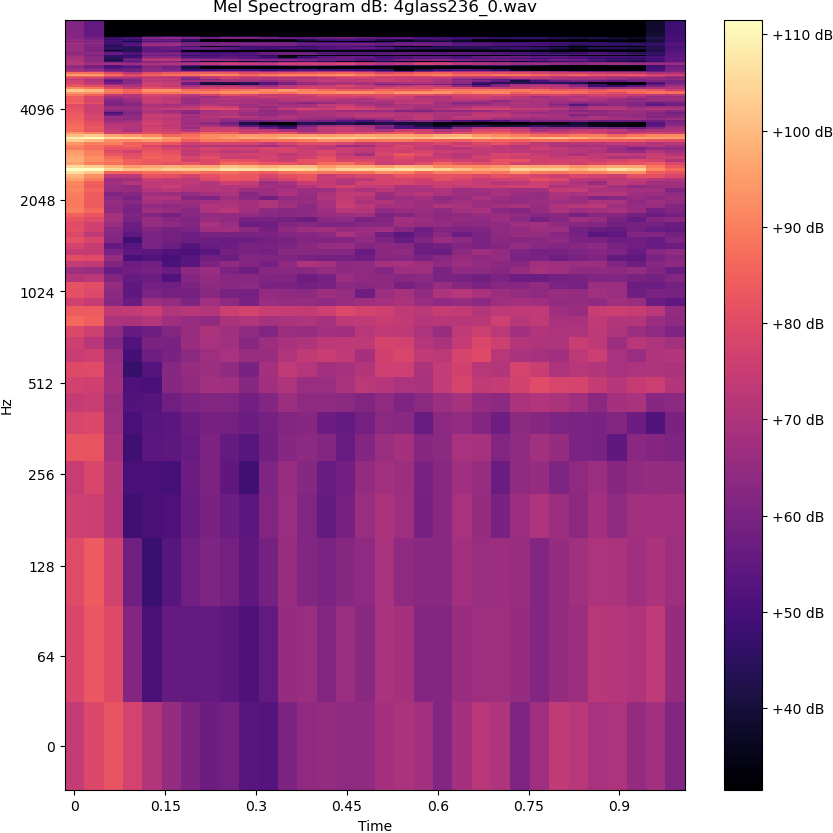 Mel Spectrogram dB: 4glass236_0.wav
+110 dB
4096
+100 dB
+90 dB
2048
1024
+80 dB
512
Hz
+70 dB
256
+60 dB
128
+50 dB
64
+40 dB
0
0 0.15 0.3 0.45 0.6 0.75 0.9
Time